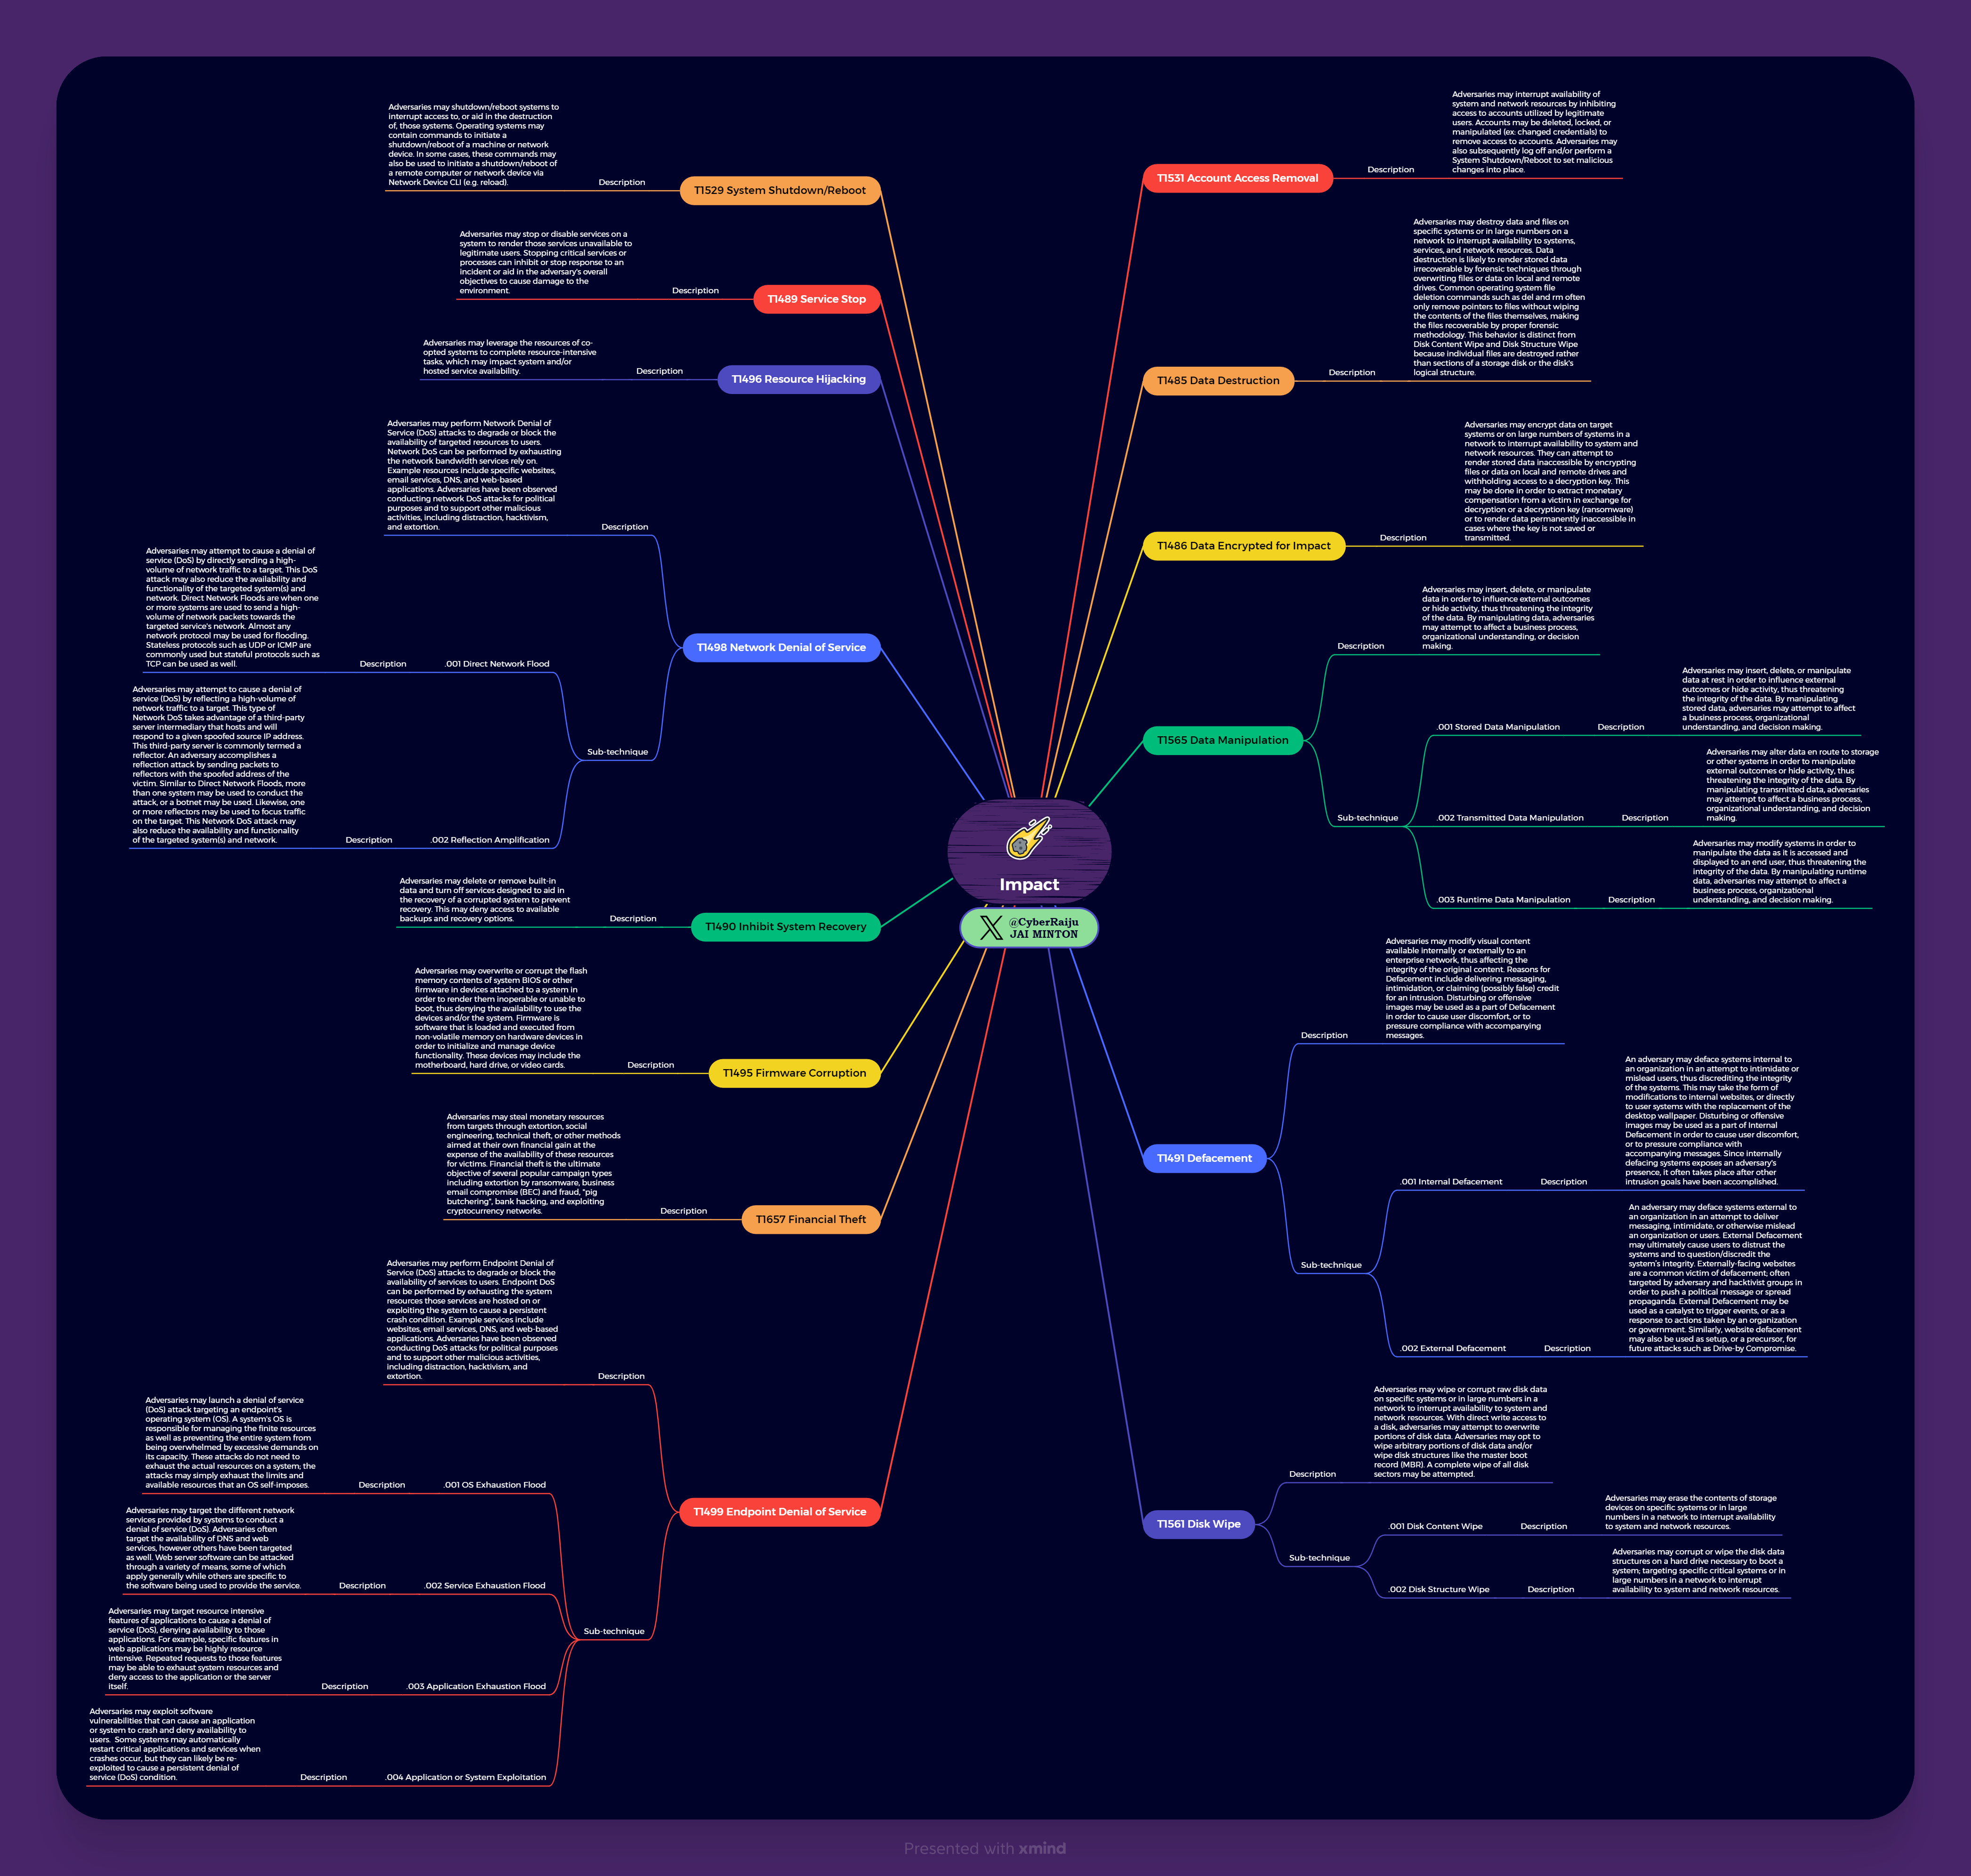 Impact
@CyberRaiju
JAI MINTON
T1531 Account Access Removal
Description
Adversaries may interrupt availability of
system and network resources by inhibiting
access to accounts utilized by legitimate
users. Accounts may be deleted, locked, or
manipulated (ex: changed credentials) to
remove access to accounts. Adversaries may
also subsequently log off and/or perform a
System Shutdown/Reboot to set malicious
changes into place.
T1485 Data Destruction
Description
Adversaries may destroy data and files on
specific systems or in large numbers on a
network to interrupt availability to systems,
services, and network resources. Data
destruction is likely to render stored data
irrecoverable by forensic techniques through
overwriting files or data on local and remote
drives. Common operating system file
deletion commands such as del and rm often
only remove pointers to files without wiping
the contents of the files themselves, making
the files recoverable by proper forensic
methodology. This behavior is distinct from
Disk Content Wipe and Disk Structure Wipe
because individual files are destroyed rather
than sections of a storage disk or the disk's
logical structure.
T1486 Data Encrypted for Impact
Description
Adversaries may encrypt data on target
systems or on large numbers of systems in a
network to interrupt availability to system and
network resources. They can attempt to
render stored data inaccessible by encrypting
files or data on local and remote drives and
withholding access to a decryption key. This
may be done in order to extract monetary
compensation from a victim in exchange for
decryption or a decryption key (ransomware)
or to render data permanently inaccessible in
cases where the key is not saved or
transmitted.
T1565 Data Manipulation
Description
Adversaries may insert, delete, or manipulate
data in order to influence external outcomes
or hide activity, thus threatening the integrity
of the data. By manipulating data, adversaries
may attempt to affect a business process,
organizational understanding, or decision
making.
Sub-technique
.001 Stored Data Manipulation
Description
Adversaries may insert, delete, or manipulate
data at rest in order to influence external
outcomes or hide activity, thus threatening
the integrity of the data. By manipulating
stored data, adversaries may attempt to affect
a business process, organizational
understanding, and decision making.
.002 Transmitted Data Manipulation
Description
Adversaries may alter data en route to storage
or other systems in order to manipulate
external outcomes or hide activity, thus
threatening the integrity of the data. By
manipulating transmitted data, adversaries
may attempt to affect a business process,
organizational understanding, and decision
making.
.003 Runtime Data Manipulation
Description
Adversaries may modify systems in order to
manipulate the data as it is accessed and
displayed to an end user, thus threatening the
integrity of the data. By manipulating runtime
data, adversaries may attempt to affect a
business process, organizational
understanding, and decision making.
T1491 Defacement
Description
Adversaries may modify visual content
available internally or externally to an
enterprise network, thus affecting the
integrity of the original content. Reasons for
Defacement include delivering messaging,
intimidation, or claiming (possibly false) credit
for an intrusion. Disturbing or offensive
images may be used as a part of Defacement
in order to cause user discomfort, or to
pressure compliance with accompanying
messages.
Sub-technique
.001 Internal Defacement
Description
An adversary may deface systems internal to
an organization in an attempt to intimidate or
mislead users, thus discrediting the integrity
of the systems. This may take the form of
modifications to internal websites, or directly
to user systems with the replacement of the
desktop wallpaper. Disturbing or offensive
images may be used as a part of Internal
Defacement in order to cause user discomfort,
or to pressure compliance with
accompanying messages. Since internally
defacing systems exposes an adversary's
presence, it often takes place after other
intrusion goals have been accomplished.
.002 External Defacement
Description
An adversary may deface systems external to
an organization in an attempt to deliver
messaging, intimidate, or otherwise mislead
an organization or users. External Defacement
may ultimately cause users to distrust the
systems and to question/discredit the
system's integrity. Externally-facing websites
are a common victim of defacement; often
targeted by adversary and hacktivist groups in
order to push a political message or spread
propaganda. External Defacement may be
used as a catalyst to trigger events, or as a
response to actions taken by an organization
or government. Similarly, website defacement
may also be used as setup, or a precursor, for
future attacks such as Drive-by Compromise.
T1561 Disk Wipe
Description
Adversaries may wipe or corrupt raw disk data
on specific systems or in large numbers in a
network to interrupt availability to system and
network resources. With direct write access to
a disk, adversaries may attempt to overwrite
portions of disk data. Adversaries may opt to
wipe arbitrary portions of disk data and/or
wipe disk structures like the master boot
record (MBR). A complete wipe of all disk
sectors may be attempted.
Sub-technique
.001 Disk Content Wipe
Description
Adversaries may erase the contents of storage
devices on specific systems or in large
numbers in a network to interrupt availability
to system and network resources.
.002 Disk Structure Wipe
Description
Adversaries may corrupt or wipe the disk data
structures on a hard drive necessary to boot a
system; targeting specific critical systems or in
large numbers in a network to interrupt
availability to system and network resources.
T1529 System Shutdown/Reboot
Description
Adversaries may shutdown/reboot systems to
interrupt access to, or aid in the destruction
of, those systems. Operating systems may
contain commands to initiate a
shutdown/reboot of a machine or network
device. In some cases, these commands may
also be used to initiate a shutdown/reboot of
a remote computer or network device via
Network Device CLI (e.g. reload).
T1489 Service Stop
Description
Adversaries may stop or disable services on a
system to render those services unavailable to
legitimate users. Stopping critical services or
processes can inhibit or stop response to an
incident or aid in the adversary's overall
objectives to cause damage to the
environment.
T1496 Resource Hijacking
Description
Adversaries may leverage the resources of co-
opted systems to complete resource-intensive
tasks, which may impact system and/or
hosted service availability.
T1498 Network Denial of Service
Description
Adversaries may perform Network Denial of
Service (DoS) attacks to degrade or block the
availability of targeted resources to users.
Network DoS can be performed by exhausting
the network bandwidth services rely on.
Example resources include specific websites,
email services, DNS, and web-based
applications. Adversaries have been observed
conducting network DoS attacks for political
purposes and to support other malicious
activities, including distraction, hacktivism,
and extortion.
Sub-technique
.001 Direct Network Flood
Description
Adversaries may attempt to cause a denial of
service (DoS) by directly sending a high-
volume of network traffic to a target. This DoS
attack may also reduce the availability and
functionality of the targeted system(s) and
network. Direct Network Floods are when one
or more systems are used to send a high-
volume of network packets towards the
targeted service's network. Almost any
network protocol may be used for flooding.
Stateless protocols such as UDP or ICMP are
commonly used but stateful protocols such as
TCP can be used as well.
.002 Reflection Amplification
Description
Adversaries may attempt to cause a denial of
service (DoS) by reflecting a high-volume of
network traffic to a target. This type of
Network DoS takes advantage of a third-party
server intermediary that hosts and will
respond to a given spoofed source IP address.
This third-party server is commonly termed a
reflector. An adversary accomplishes a
reflection attack by sending packets to
reflectors with the spoofed address of the
victim. Similar to Direct Network Floods, more
than one system may be used to conduct the
attack, or a botnet may be used. Likewise, one
or more reflectors may be used to focus traffic
on the target. This Network DoS attack may
also reduce the availability and functionality
of the targeted system(s) and network.
T1490 Inhibit System Recovery
Description
Adversaries may delete or remove built-in
data and turn off services designed to aid in
the recovery of a corrupted system to prevent
recovery. This may deny access to available
backups and recovery options.
T1495 Firmware Corruption
Description
Adversaries may overwrite or corrupt the flash
memory contents of system BIOS or other
firmware in devices attached to a system in
order to render them inoperable or unable to
boot, thus denying the availability to use the
devices and/or the system. Firmware is
software that is loaded and executed from
non-volatile memory on hardware devices in
order to initialize and manage device
functionality. These devices may include the
motherboard, hard drive, or video cards.
T1657 Financial Theft
Description
Adversaries may steal monetary resources
from targets through extortion, social
engineering, technical theft, or other methods
aimed at their own financial gain at the
expense of the availability of these resources
for victims. Financial theft is the ultimate
objective of several popular campaign types
including extortion by ransomware, business
email compromise (BEC) and fraud, "pig
butchering", bank hacking, and exploiting
cryptocurrency networks.
T1499 Endpoint Denial of Service
Description
Adversaries may perform Endpoint Denial of
Service (DoS) attacks to degrade or block the
availability of services to users. Endpoint DoS
can be performed by exhausting the system
resources those services are hosted on or
exploiting the system to cause a persistent
crash condition. Example services include
websites, email services, DNS, and web-based
applications. Adversaries have been observed
conducting DoS attacks for political purposes
and to support other malicious activities,
including distraction, hacktivism, and
extortion.
Sub-technique
.001 OS Exhaustion Flood
Description
Adversaries may launch a denial of service
(DoS) attack targeting an endpoint's
operating system (OS). A system's OS is
responsible for managing the finite resources
as well as preventing the entire system from
being overwhelmed by excessive demands on
its capacity. These attacks do not need to
exhaust the actual resources on a system; the
attacks may simply exhaust the limits and
available resources that an OS self-imposes.
.002 Service Exhaustion Flood
Description
Adversaries may target the different network
services provided by systems to conduct a
denial of service (DoS). Adversaries often
target the availability of DNS and web
services, however others have been targeted
as well. Web server software can be attacked
through a variety of means, some of which
apply generally while others are specific to
the software being used to provide the service.
.003 Application Exhaustion Flood
Description
Adversaries may target resource intensive
features of applications to cause a denial of
service (DoS), denying availability to those
applications. For example, specific features in
web applications may be highly resource
intensive. Repeated requests to those features
may be able to exhaust system resources and
deny access to the application or the server
itself.
.004 Application or System Exploitation
Description
Adversaries may exploit software
vulnerabilities that can cause an application
or system to crash and deny availability to
users. Some systems may automatically
restart critical applications and services when
crashes occur, but they can likely be re-
exploited to cause a persistent denial of
service (DoS) condition.
Presented with xmind